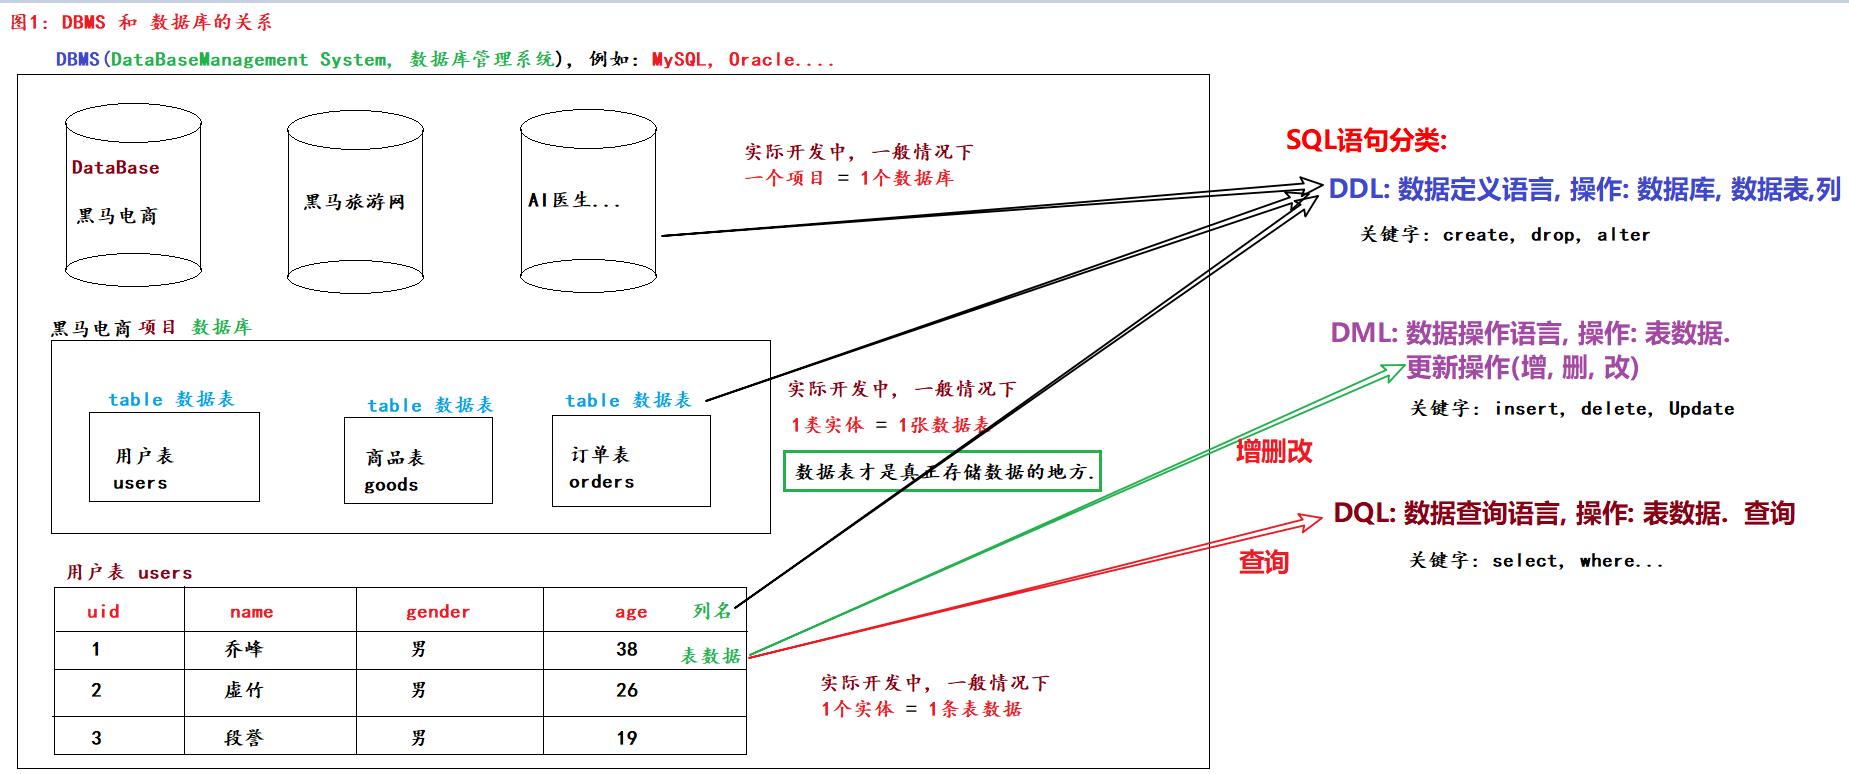 图1: DBMS 和 数据库的关系
DBMS(DataBaseManagement System, 数据库管理系统), 例如: MySQL, Oracle....
DataBase
黑马电商
黑马旅游网
AI医生...
实际开发中, 一般情况下
一个项目 = 1个数据库
黑马电商 项目 数据库
table 数据表
用户表
users
table 数据表
商品表
goods
table 数据表
订单表
orders
实际开发中, 一般情况下
1类实体 = 1张数据表
数据表才是真正存储数据的地方.
用户表 users
uid name gender age 列名
1 乔峰 男 38 表数据
2 虚竹 男 26
3 段誉 男 19
实际开发中, 一般情况下
1个实体 = 1条表数据
SQL语句分类:
DDL: 数据定义语言, 操作: 数据库, 数据表,列
关键字: create, drop, alter
DML: 数据操作语言, 操作: 表数据.
更新操作(增, 删, 改)
关键字: insert, delete, Update
增删改
DQL: 数据查询语言, 操作: 表数据. 查询
查询
关键字: select, where...